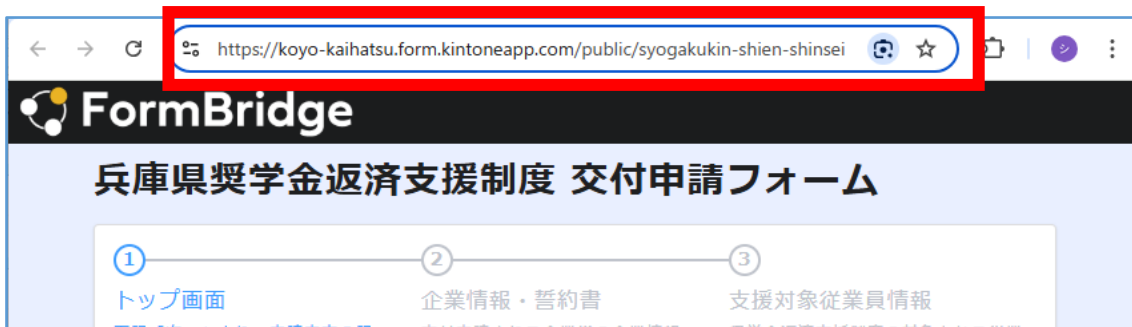 https://koyo-kaihatsu.form.kintoneapp.com/public/syogakukin-shien-shinsei
シ
FormBridge
兵庫県奨学金返済支援制度 交付申請フォーム
1 2 3
トップ画面 企業情報・誓約書 支援対象従業員情報